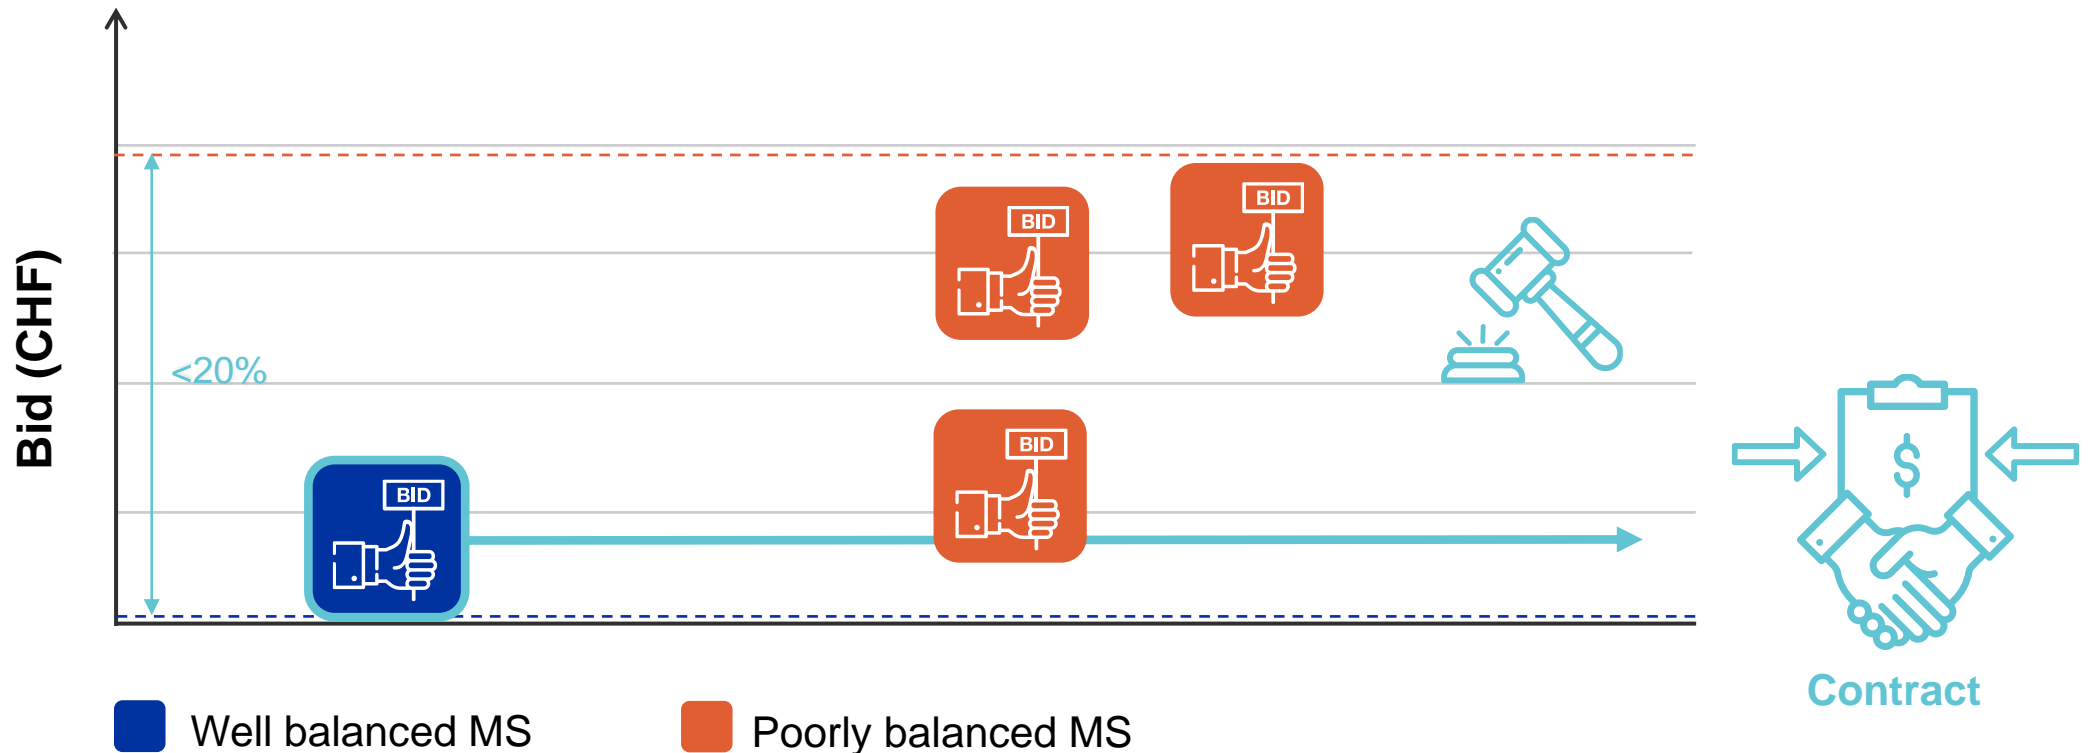 Bid (CHF)
<20%
BID
BID
BID
BID
$
Contract
Well balanced MS
Poorly balanced MS